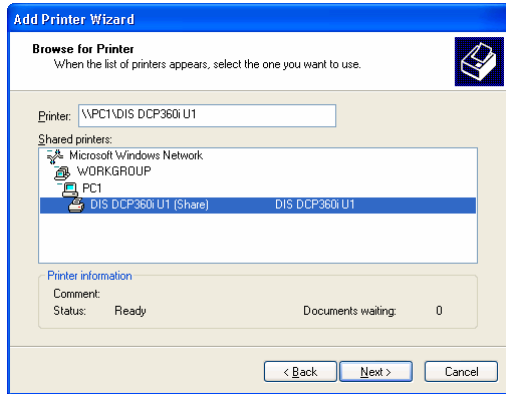 Add Printer Wizard
Browse for Printer
When the list of printers appears, select the one you want to use.
Printer: \\PC1\DIS DCP360i U1
Shared printers:
Microsoft Windows Network
WORKGROUP
PC1
DIS DCP360i U1 (Share) DIS DCP360i U1
Printer information
Comment:
Status: Ready Documents waiting: 0
< Back Next > Cancel